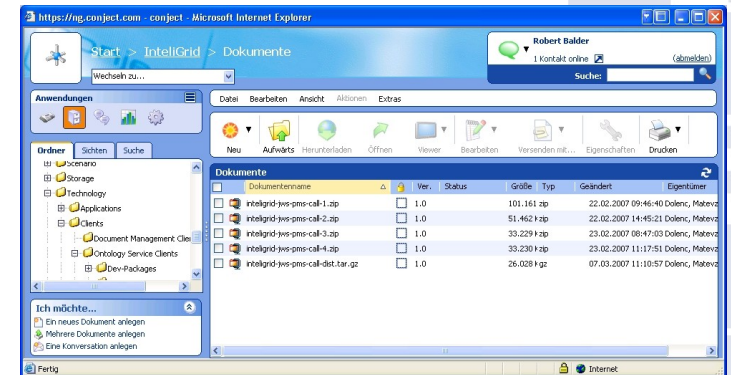 https://ng.conject.com - conject - Microsoft Internet Explorer
Start > InteliGrid > Dokumente
Wechseln zu...
Robert Balder
1 Kontakt online
(abmelden)
Suche:
Anwendungen
Datei Bearbeiten Ansicht Aktionen Extras
Neu Aufwärts Herunterladen Öffnen Viewer Bearbeiten Versenden mit... Eigenschaften Drucken
Ordner Sichten Suche
Scenario
Storage
Technology
Applications
Clients
Document Management Clie
Ontology Service Clients
Dev-Packages
Dokumente
Dokumentenname Ver. Status Größe Typ Geändert Eigentümer
inteligrid-jws-pms-call-1.zip 1.0 101.161 zip 22.02.2007 09:46:40 Dolenc, Matevz
inteligrid-jws-pms-call-2.zip 1.0 51.462 k zip 22.02.2007 14:45:21 Dolenc, Matevz
inteligrid-jws-pms-call-3.zip 1.0 33.229 k zip 23.02.2007 08:47:03 Dolenc, Matevz
inteligrid-jws-pms-call-4.zip 1.0 33.230 k zip 23.02.2007 11:17:51 Dolenc, Matevz
inteligrid-jws-pms-call-dist.tar.gz 1.0 26.028 k gz 07.03.2007 11:10:57 Dolenc, Matevz
Ich möchte...
Ein neues Dokument anlegen
Mehrere Dokumente anlegen
Eine Konversation anlegen
Fertig
Internet